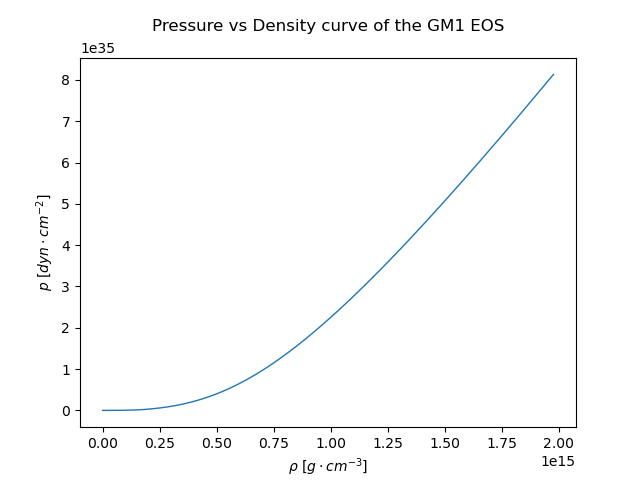 Pressure vs Density curve of the GM1 EOS
1e35
8
7
6
5
4
3
2
1
0
p [dyn · cm⁻²]
0.00 0.25 0.50 0.75 1.00 1.25 1.50 1.75 2.00
1e15
ρ [g · cm⁻³]